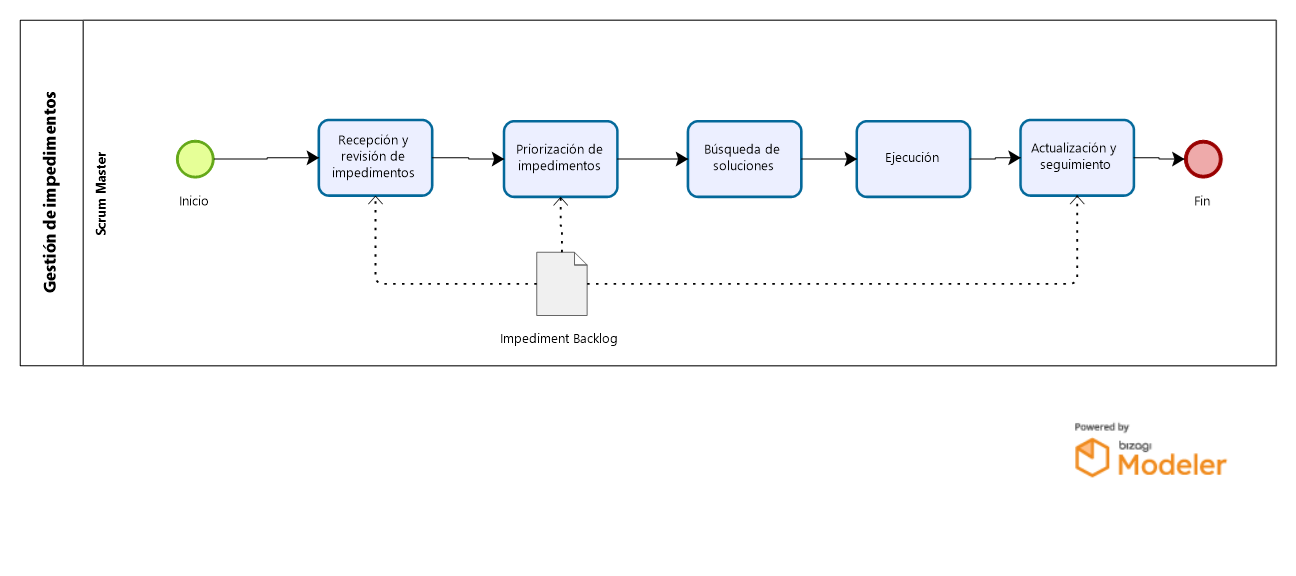 Gestión de impedimentos
Scrum Master
Inicio
Recepción y
revisión de
impedimentos
Priorización de
impedimentos
Búsqueda de
soluciones
Ejecución
Actualización y
seguimiento
Fin
Impediment Backlog
Powered by
bizagi
Modeler